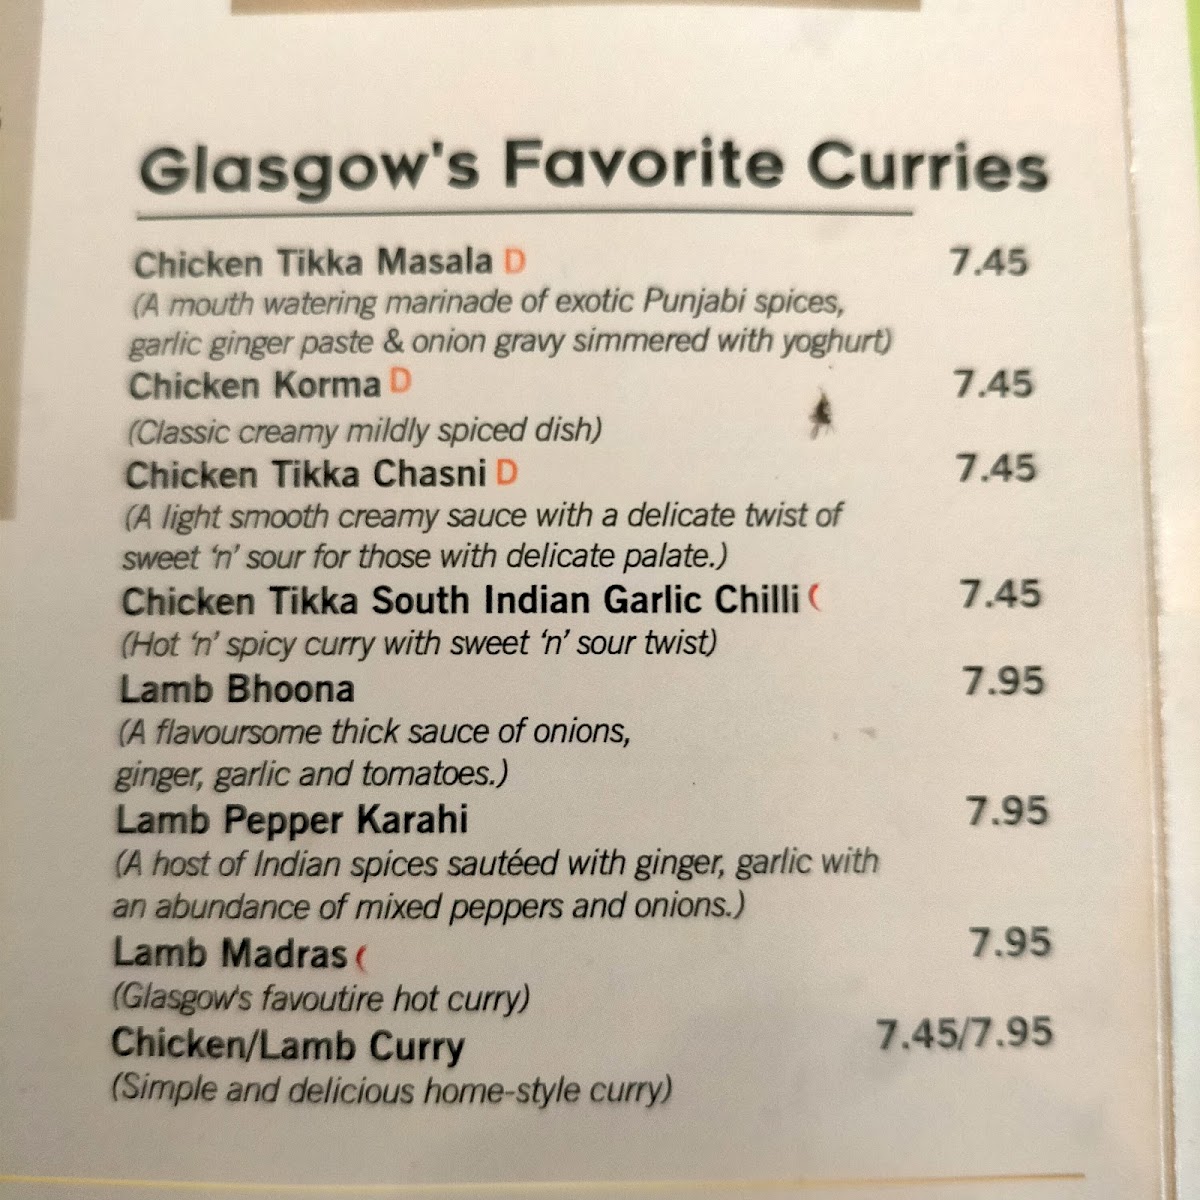 Glasgow's Favorite Curries
Chicken Tikka Masala D 7.45
(A mouth watering marinade of exotic Punjabi spices,
garlic ginger paste & onion gravy simmered with yoghurt)
Chicken Korma D 7.45
(Classic creamy mildly spiced dish)
Chicken Tikka Chasni D 7.45
(A light smooth creamy sauce with a delicate twist of
sweet ‘n’ sour for those with delicate palate.)
Chicken Tikka South Indian Garlic Chilli 7.45
(Hot ‘n’ spicy curry with sweet ‘n’ sour twist)
Lamb Bhoona 7.95
(A flavoursome thick sauce of onions,
ginger, garlic and tomatoes.)
Lamb Pepper Karahi 7.95
(A host of Indian spices sautéed with ginger, garlic with
an abundance of mixed peppers and onions.)
Lamb Madras 7.95
(Glasgow's favoutire hot curry)
Chicken/Lamb Curry 7.45/7.95
(Simple and delicious home-style curry)